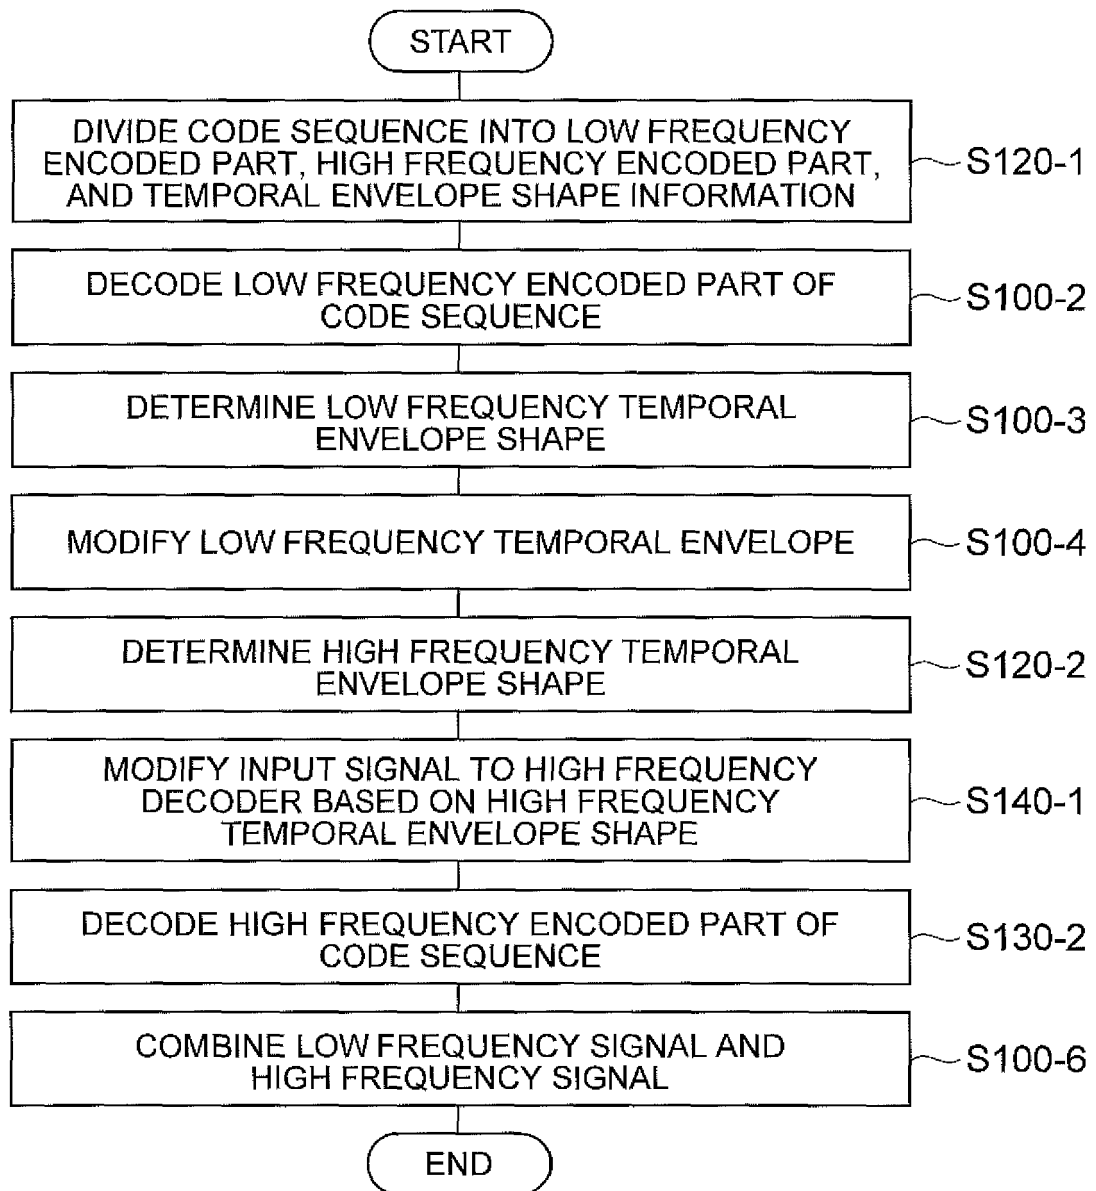 START
DIVIDE CODE SEQUENCE INTO LOW FREQUENCY
ENCODED PART, HIGH FREQUENCY ENCODED PART,
AND TEMPORAL ENVELOPE SHAPE INFORMATION
S120-1
DECODE LOW FREQUENCY ENCODED PART OF
CODE SEQUENCE
S100-2
DETERMINE LOW FREQUENCY TEMPORAL
ENVELOPE SHAPE
S100-3
MODIFY LOW FREQUENCY TEMPORAL ENVELOPE
S100-4
DETERMINE HIGH FREQUENCY TEMPORAL
ENVELOPE SHAPE
S120-2
MODIFY INPUT SIGNAL TO HIGH FREQUENCY
DECODER BASED ON HIGH FREQUENCY
TEMPORAL ENVELOPE SHAPE
S140-1
DECODE HIGH FREQUENCY ENCODED PART OF
CODE SEQUENCE
S130-2
COMBINE LOW FREQUENCY SIGNAL AND
HIGH FREQUENCY SIGNAL
S100-6
END